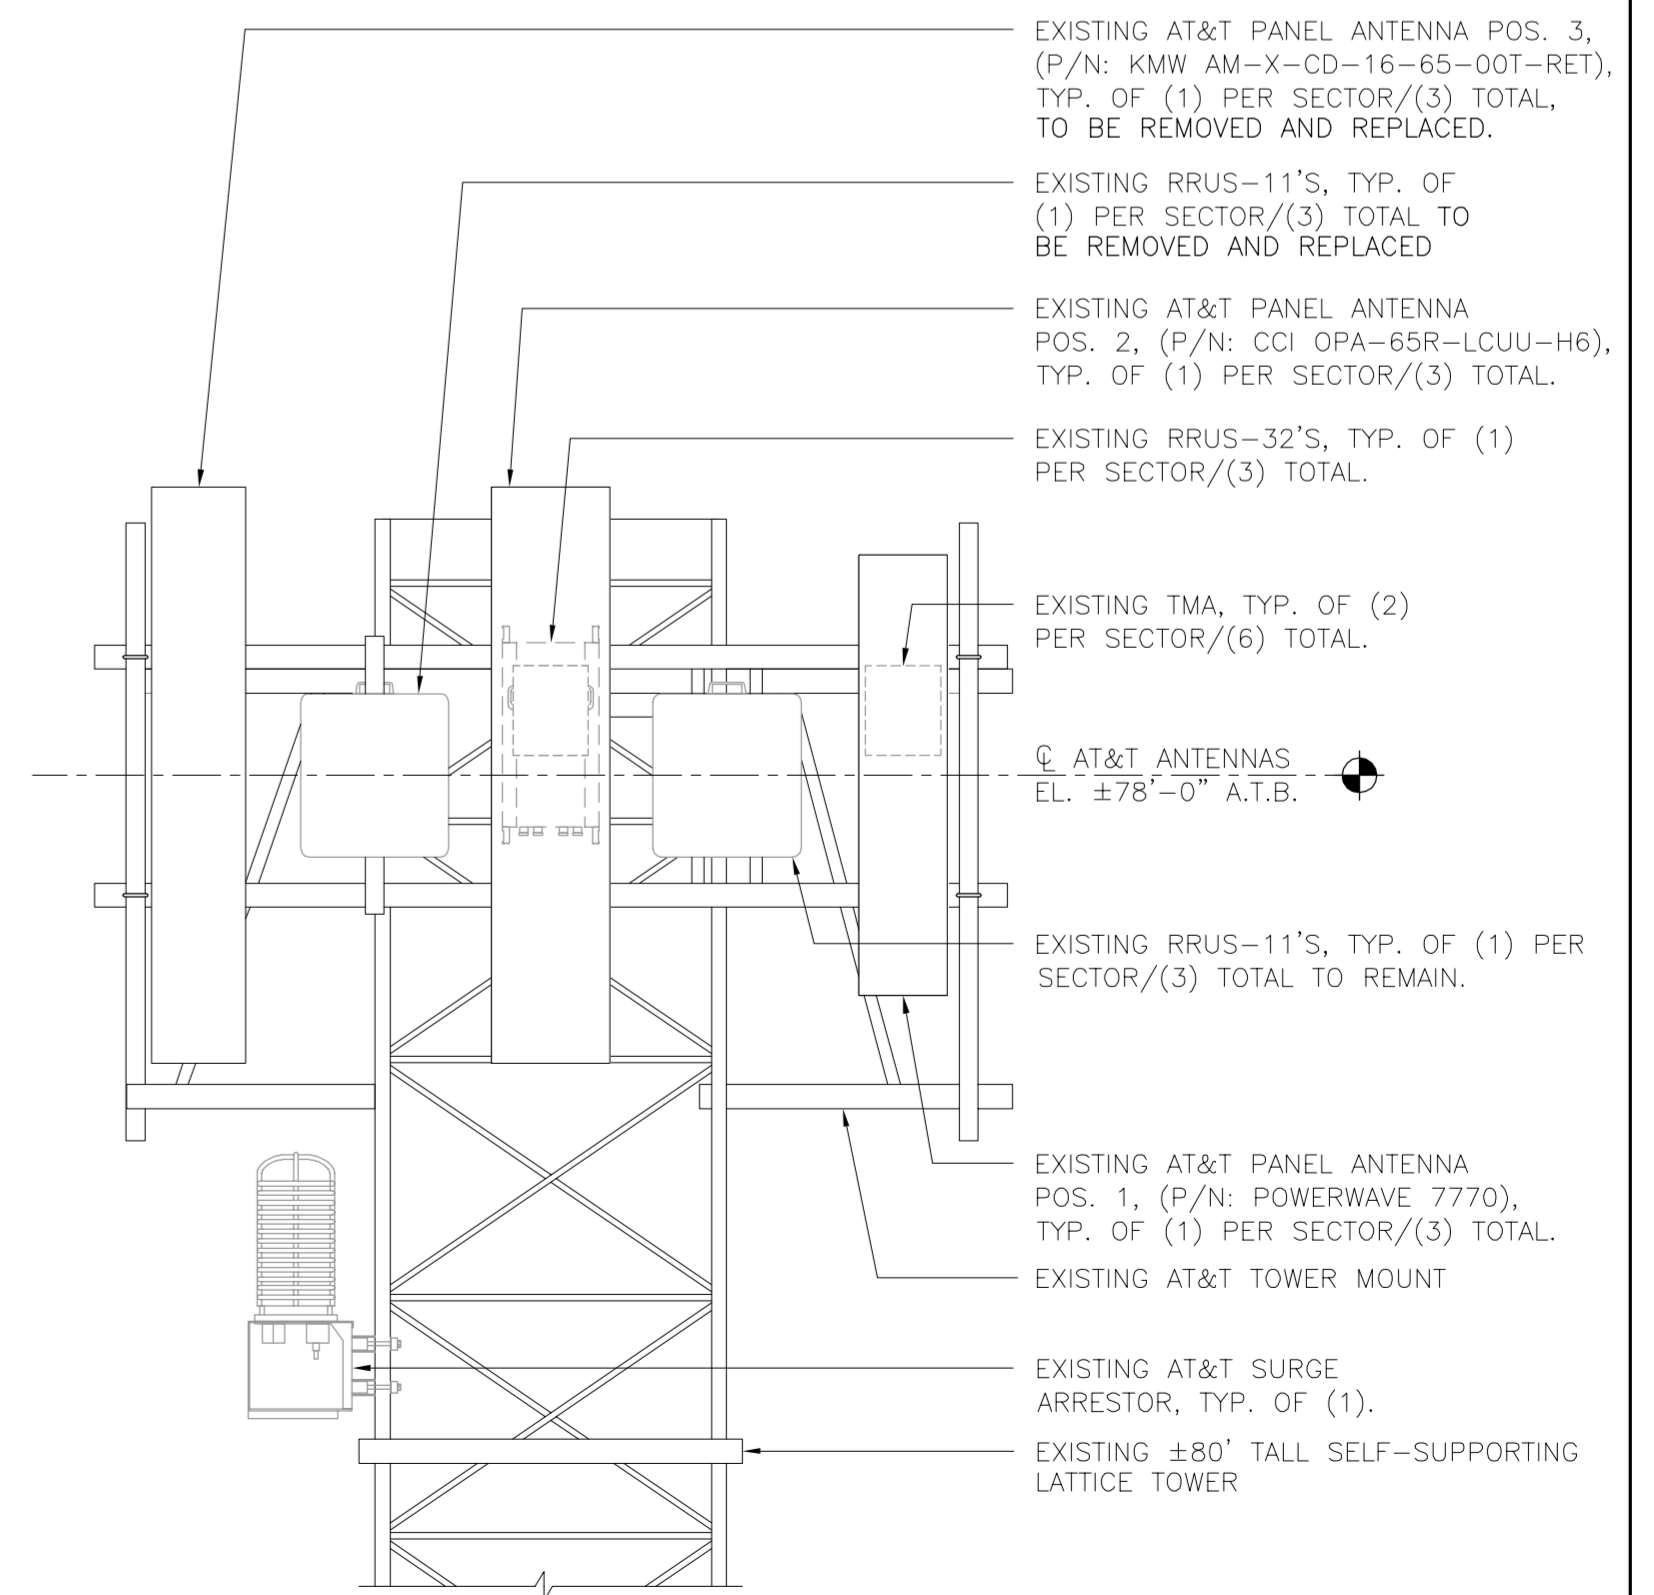 EXISTING AT&T PANEL ANTENNA POS. 3,
(P/N: KMW AM-X-CD-16-65-00T-RET),
TYP. OF (1) PER SECTOR/(3) TOTAL,
TO BE REMOVED AND REPLACED.
EXISTING RRUS-11'S, TYP. OF
(1) PER SECTOR/(3) TOTAL TO
BE REMOVED AND REPLACED
EXISTING AT&T PANEL ANTENNA
POS. 2, (P/N: CCI OPA-65R-LCUU-H6),
TYP. OF (1) PER SECTOR/(3) TOTAL.
EXISTING RRUS-32'S, TYP. OF (1)
PER SECTOR/(3) TOTAL.
EXISTING TMA, TYP. OF (2)
PER SECTOR/(6) TOTAL.
℄ AT&T ANTENNAS
EL. ±78'-0" A.T.B.
EXISTING RRUS-11'S, TYP. OF (1) PER
SECTOR/(3) TOTAL TO REMAIN.
EXISTING AT&T PANEL ANTENNA
POS. 1, (P/N: POWERWAVE 7770),
TYP. OF (1) PER SECTOR/(3) TOTAL.
EXISTING AT&T TOWER MOUNT
EXISTING AT&T SURGE
ARRESTOR, TYP. OF (1).
EXISTING ±80' TALL SELF-SUPPORTING
LATTICE TOWER